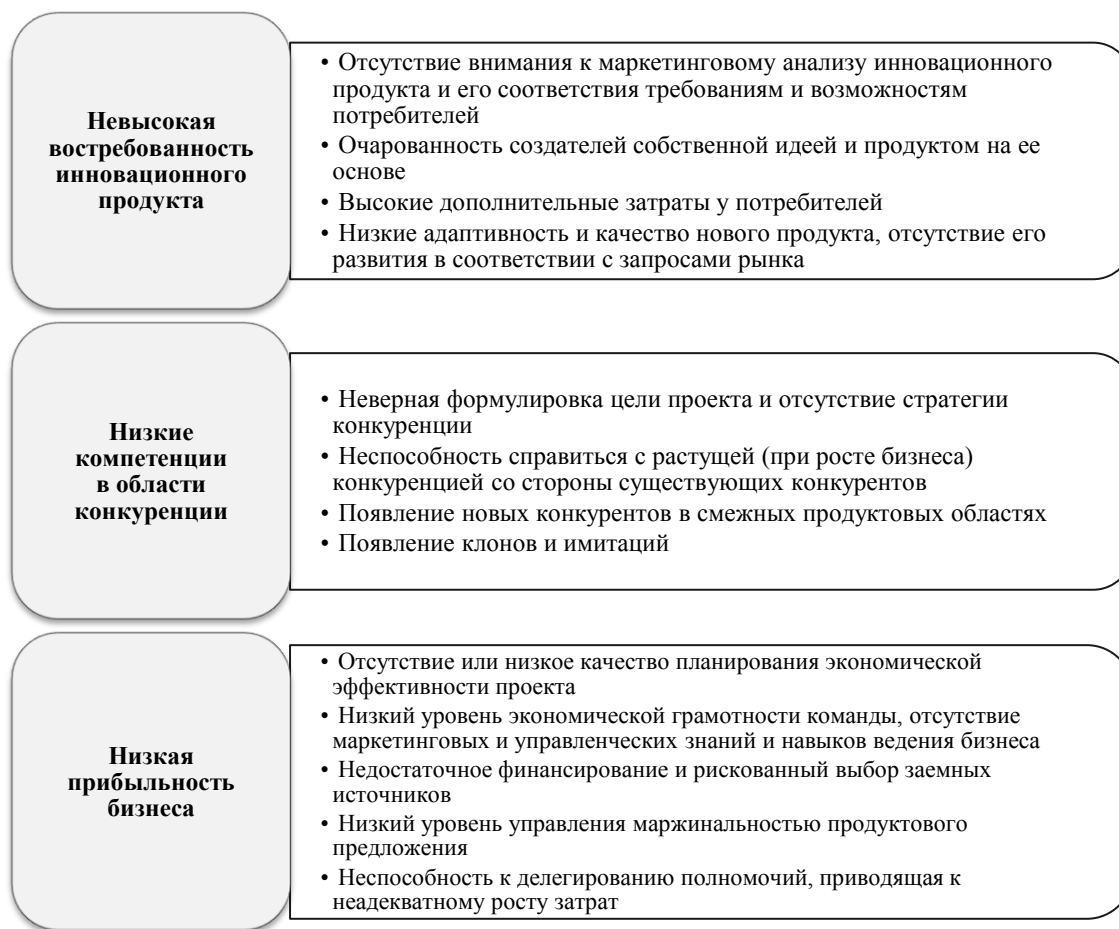 Невысокая
востребованность
инновационного
продукта
• Отсутствие внимания к маркетинговому анализу инновационного
продукта и его соответствия требованиям и возможностям
потребителей
• Очарованность создателей собственной идеей и продуктом на ее
основе
• Высокие дополнительные затраты у потребителей
• Низкие адаптивность и качество нового продукта, отсутствие его
развития в соответствии с запросами рынка
Низкие
компетенции
в области
конкуренции
• Неверная формулировка цели проекта и отсутствие стратегии
конкуренции
• Неспособность справиться с растущей (при росте бизнеса)
конкуренцией со стороны существующих конкурентов
• Появление новых конкурентов в смежных продуктовых областях
• Появление клонов и имитаций
Низкая
прибыльность
бизнеса
• Отсутствие или низкое качество планирования экономической
эффективности проекта
• Низкий уровень экономической грамотности команды, отсутствие
маркетинговых и управленческих знаний и навыков ведения бизнеса
• Недостаточное финансирование и рискованный выбор заемных
источников
• Низкий уровень управления маржинальностью продуктового
предложения
• Неспособность к делегированию полномочий, приводящая к
неадекватному росту затрат